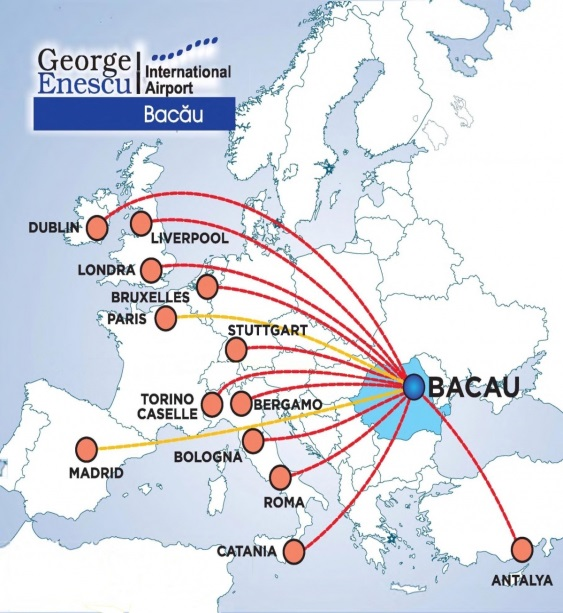 George
Enescu
International
Airport
Bacău
DUBLIN
LIVERPOOL
LONDRA
BRUXELLES
PARIS
STUTTGART
BACAU
TORINO
CASELLE
BERGAMO
BOLOGNA
MADRID
ROMA
CATANIA
ANTALYA